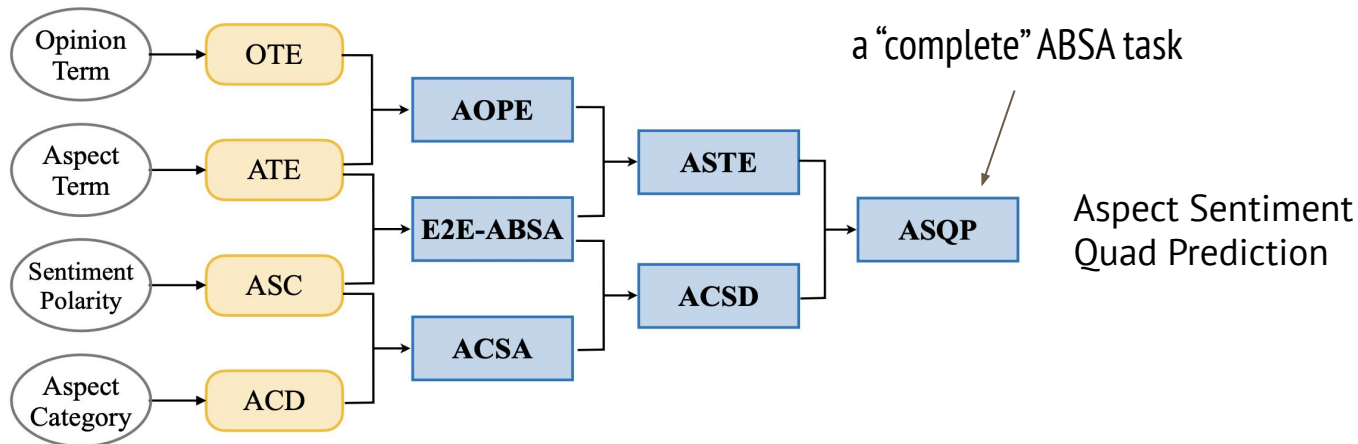 Opinion
Term
OTE
a “complete” ABSA task
AOPE
Aspect
Term
ATE
ASTE
E2E-ABSA
ASQP
Aspect Sentiment
Quad Prediction
Sentiment
Polarity
ASC
ACSD
ACSA
Aspect
Category
ACD